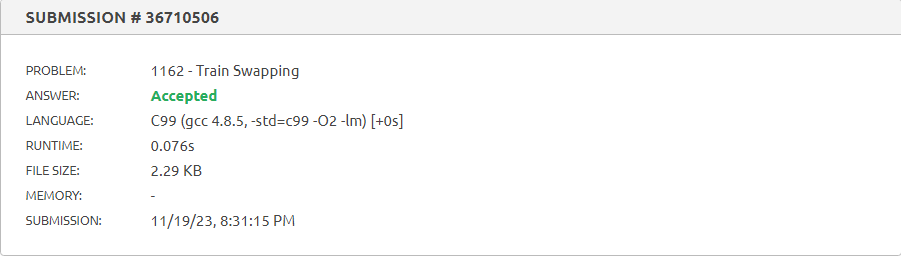 SUBMISSION # 36710506
PROBLEM: 1162 - Train Swapping
ANSWER: Accepted
LANGUAGE: C99 (gcc 4.8.5, -std=c99 -O2 -lm) [+0s]
RUNTIME: 0.076s
FILE SIZE: 2.29 KB
MEMORY: -
SUBMISSION: 11/19/23, 8:31:15 PM